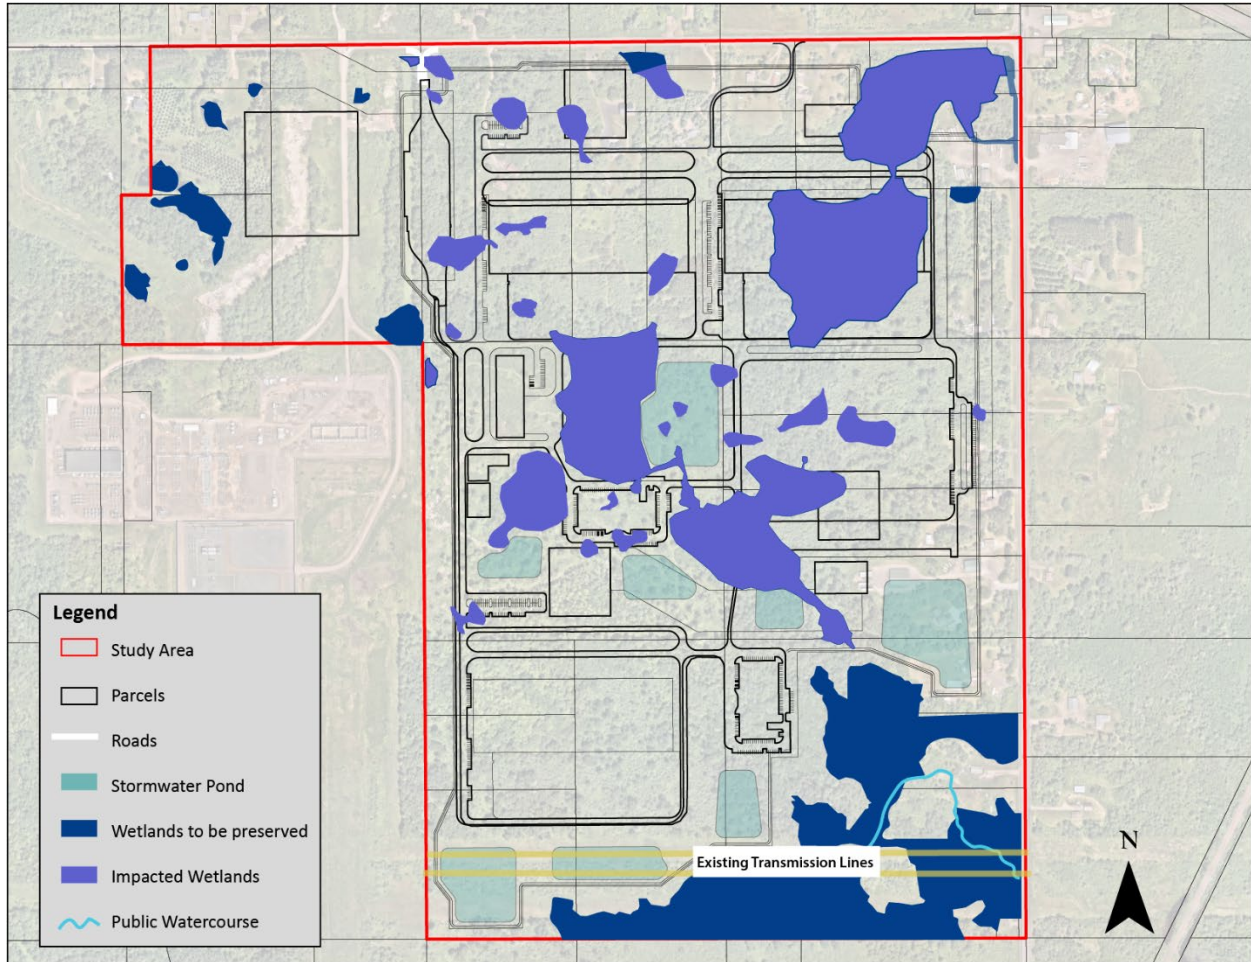 Existing Transmission Lines
Legend
Study Area
Parcels
Roads
Stormwater Pond
Wetlands to be preserved
Impacted Wetlands
Public Watercourse
N